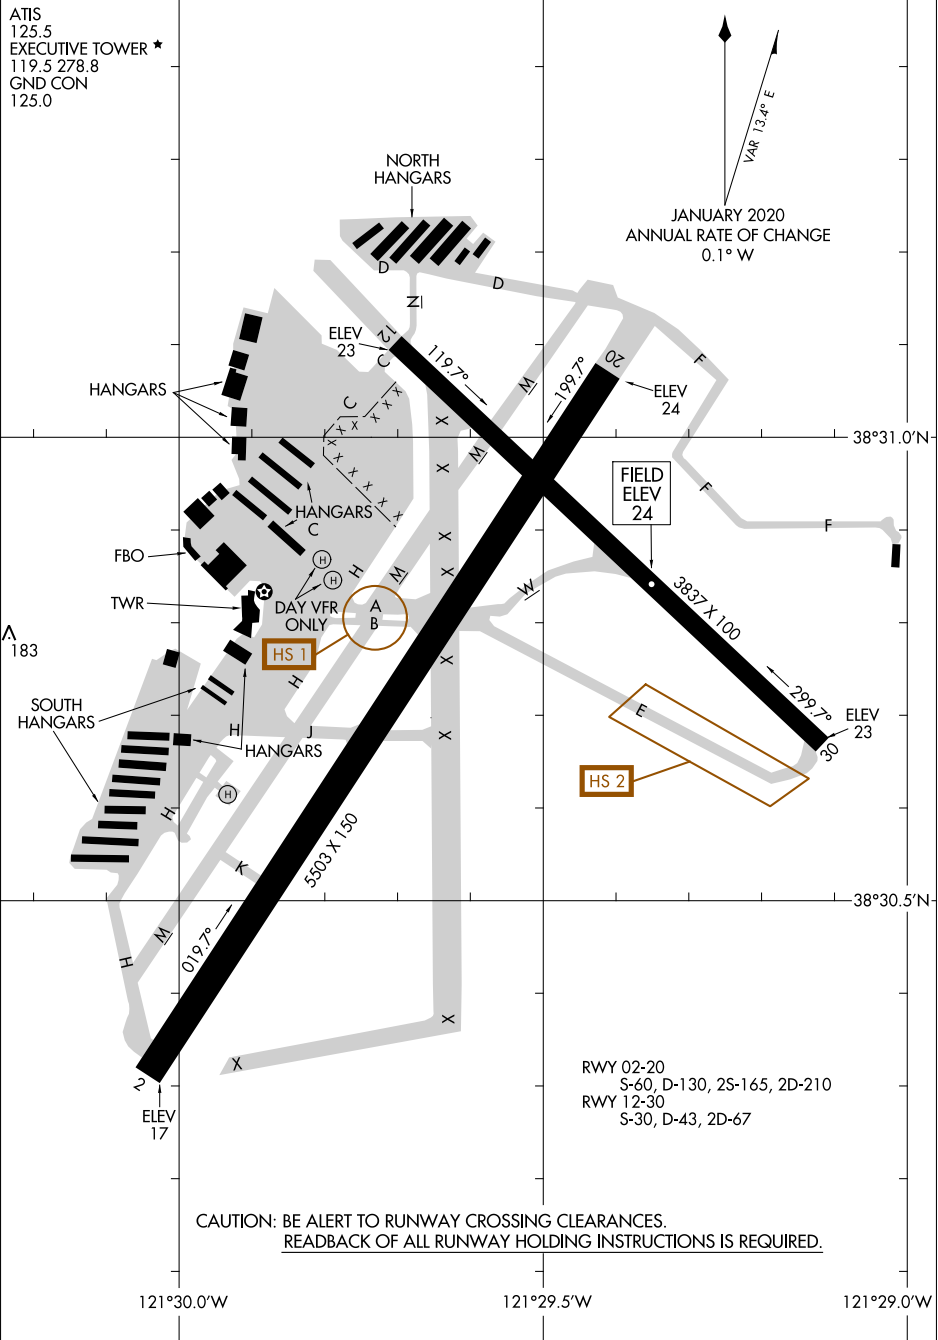 ATIS
125.5
EXECUTIVE TOWER ★
119.5 278.8
GND CON
125.0
VAR 13.4° E
JANUARY 2020
ANNUAL RATE OF CHANGE
0.1° W
NORTH
HANGARS
D
D
N
ELEV
23
12
C
119.7°
C
HANGARS
M
199.7°
20
ELEV
24
F
X
X
X
X
X
X
X
X
X
X
X
X
X
X
M
X
38°31.0'N
FIELD
ELEV
24
F
F
HANGARS
C
FBO
H
H
H
M
X
X
W
3837 X 100
TWR
DAY VFR
ONLY
A
B
HS 1
183
X
H
SOUTH
HANGARS
H
J
HANGARS
X
E
299.7°
ELEV
23
30
HS 2
H
H
5503 X 150
K
38°30.5'N
M
019.7°
H
X
X
2
ELEV
17
RWY 02-20
S-60, D-130, 2S-165, 2D-210
RWY 12-30
S-30, D-43, 2D-67
CAUTION: BE ALERT TO RUNWAY CROSSING CLEARANCES.
READBACK OF ALL RUNWAY HOLDING INSTRUCTIONS IS REQUIRED.
121°30.0'W
121°29.5'W
121°29.0'W